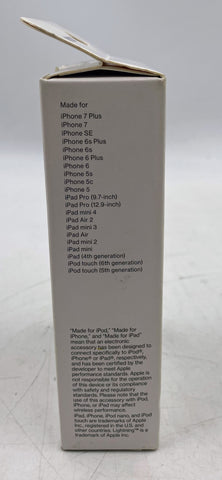 Made for
iPhone 7 Plus
iPhone 7
iPhone SE
iPhone 6s Plus
iPhone 6s
iPhone 6 Plus
iPhone 6
iPhone 5s
iPhone 5c
iPhone 5
iPad Pro (9.7-inch)
iPad Pro (12.9-inch)
iPad mini 4
iPad Air 2
iPad mini 3
iPad Air
iPad mini 2
iPad mini
iPad (4th generation)
iPod touch (6th generation)
iPod touch (5th generation)
"Made for iPod," "Made for
iPhone," and "Made for iPad"
mean that an electronic
accessory has been designed to
connect specifically to iPod®,
iPhone® or iPad®, respectively,
and has been certified by the
developer to meet Apple
performance standards. Apple is
not responsible for the operation
of this device or its compliance
with safety and regulatory
standards. Please note that the
use of this accessory with iPod,
iPhone, or iPad may affect
wireless performance.
iPad, iPhone, iPod nano, and iPod
touch are trademarks of Apple
Inc., registered in the U.S. and
other countries. Lightning™ is a
trademark of Apple Inc.